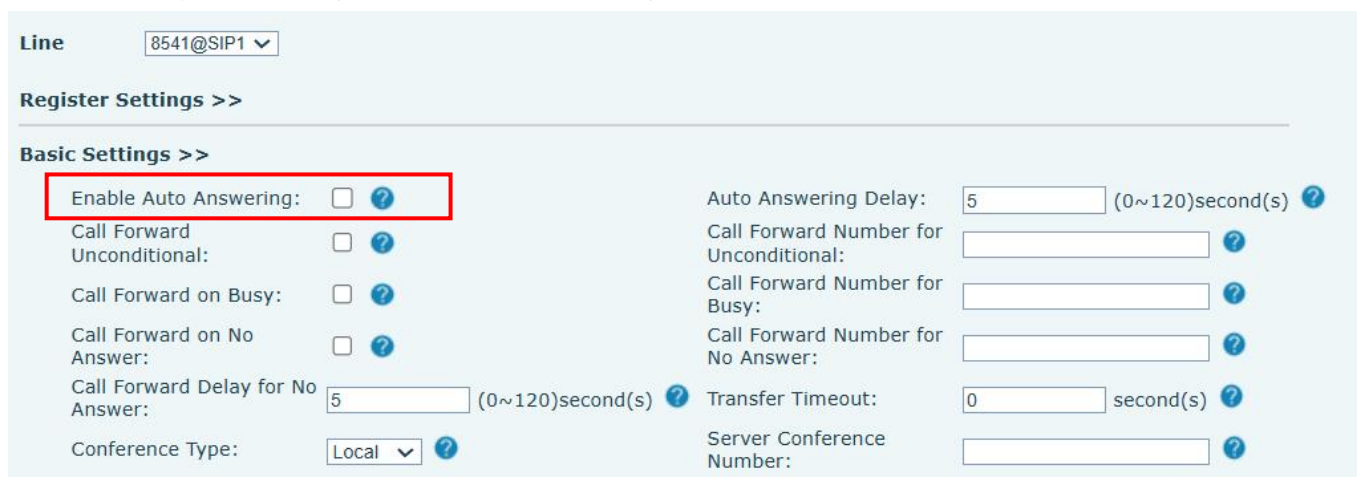 Line 8541@SIP1
Register Settings >>
Basic Settings >>
Enable Auto Answering: ? Auto Answering Delay: 5 (0~120)second(s) ?
Call Forward
Unconditional: ? Call Forward Number for
Unconditional: ?
Call Forward on Busy: ? Call Forward Number for
Busy: ?
Call Forward on No
Answer: ? Call Forward Number for
No Answer: ?
Call Forward Delay for No
Answer: 5 (0~120)second(s) ? Transfer Timeout: 0 second(s) ?
Conference Type: Local ? Server Conference
Number: ?